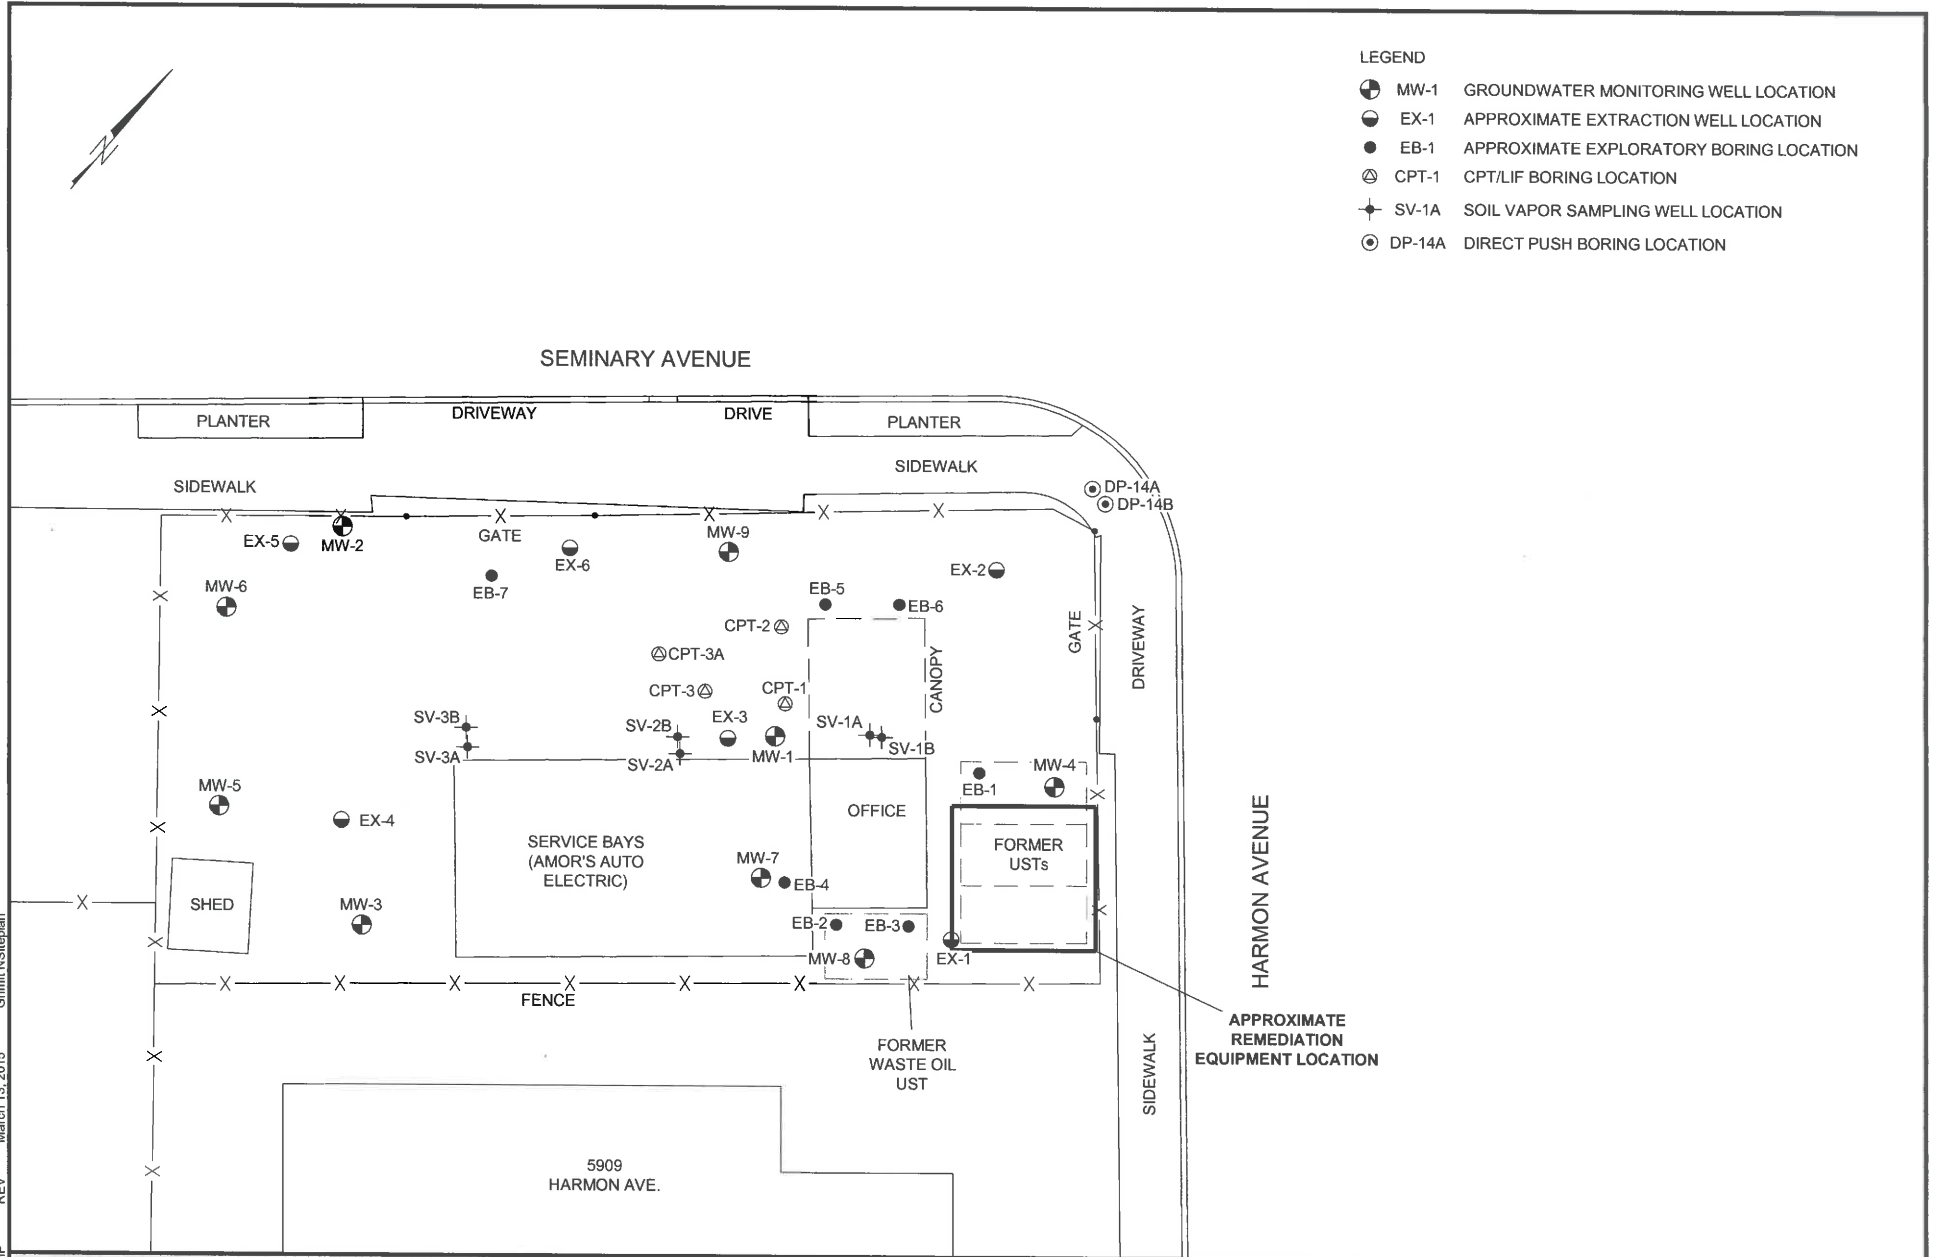 LEGEND
MW-1 GROUNDWATER MONITORING WELL LOCATION
EX-1 APPROXIMATE EXTRACTION WELL LOCATION
EB-1 APPROXIMATE EXPLORATORY BORING LOCATION
CPT-1 CPT/LIF BORING LOCATION
SV-1A SOIL VAPOR SAMPLING WELL LOCATION
DP-14A DIRECT PUSH BORING LOCATION
N
SEMINARY AVENUE
PLANTER
DRIVEWAY
DRIVE
PLANTER
SIDEWALK
SIDEWALK
DP-14A
DP-14B
EX-5
MW-2
GATE
EX-6
MW-9
EX-2
MW-6
EB-7
EB-5
EB-6
CPT-2
CPT-3A
CPT-3
CPT-1
CANOPY
GATE
DRIVEWAY
SV-3B
SV-3A
SV-2B
SV-2A
EX-3
MW-1
SV-1A
SV-1B
MW-5
EX-4
EB-1
MW-4
OFFICE
SERVICE BAYS
(AMOR'S AUTO
ELECTRIC)
FORMER
USTs
MW-7
EB-4
SHED
MW-3
EB-2
EB-3
MW-8
EX-1
HARMON AVENUE
FENCE
FORMER
WASTE OIL
UST
APPROXIMATE
REMEDIATION
EQUIPMENT LOCATION
SIDEWALK
5909
HARMON AVE.
REV March 13, 2015